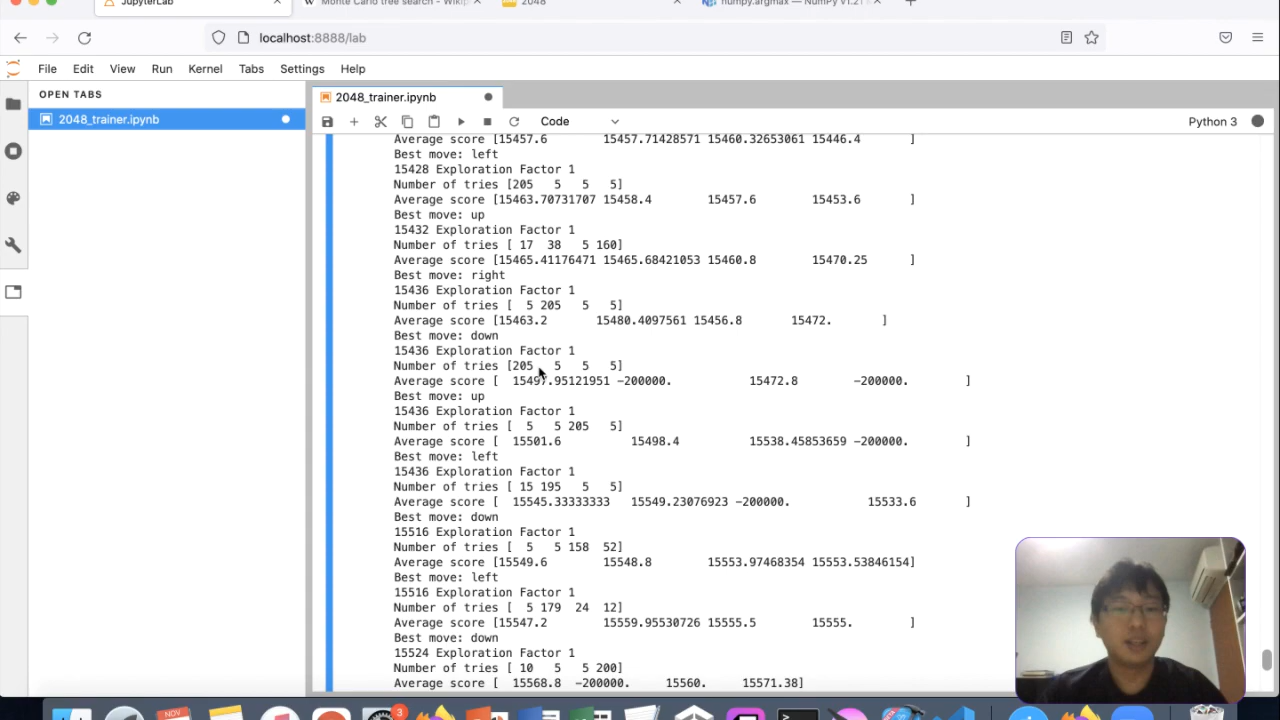 JupyterLab
Monte Carlo tree search - Wikip
2048
numpy.argmax — NumPy v1.21
localhost:8888/lab
File Edit View Run Kernel Tabs Settings Help
OPEN TABS
2048_trainer.ipynb
2048_trainer.ipynb
Code
Python 3
Average score [15457.6 15457.71428571 15460.32653061 15446.4 ]
Best move: left
15428 Exploration Factor 1
Number of tries [205 5 5 5]
Average score [15463.70731707 15458.4 15457.6 15453.6 ]
Best move: up
15432 Exploration Factor 1
Number of tries [ 17 38 5 160]
Average score [15465.41176471 15465.68421053 15460.8 15470.25 ]
Best move: right
15436 Exploration Factor 1
Number of tries [ 5 205 5 5]
Average score [15463.2 15480.4097561 15456.8 15472. ]
Best move: down
15436 Exploration Factor 1
Number of tries [205 5 5 5]
Average score [ 15497.95121951 -200000. 15472.8 -200000. ]
Best move: up
15436 Exploration Factor 1
Number of tries [ 5 5 205 5]
Average score [ 15501.6 15498.4 15538.45853659 -200000. ]
Best move: left
15436 Exploration Factor 1
Number of tries [ 15 195 5 5]
Average score [ 15545.33333333 15549.23076923 -200000. 15533.6 ]
Best move: down
15516 Exploration Factor 1
Number of tries [ 5 5 158 52]
Average score [15549.6 15548.8 15553.97468354 15553.53846154]
Best move: left
15516 Exploration Factor 1
Number of tries [ 5 179 24 12]
Average score [15547.2 15559.95530726 15555.5 15555. ]
Best move: down
15524 Exploration Factor 1
Number of tries [ 10 5 5 200]
Average score [ 15568.8 -200000. 15560. 15571.38]
NOV
3